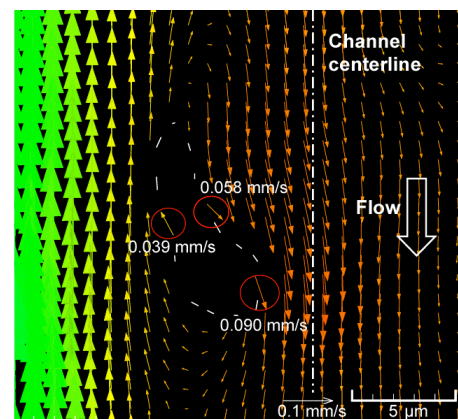 Channel
centerline
0.058 mm/s
Flow
0.039 mm/s
0.090 mm/s
0.1 mm/s
5 µm